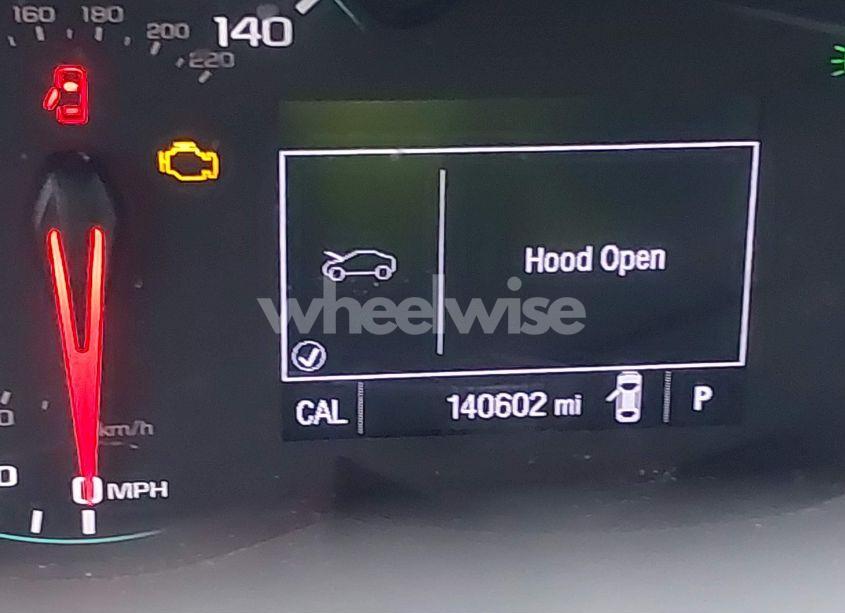 160 180
200
140
220
Hood Open
wheelwise
CAL
140602 mi
P
km/h
0 MPH